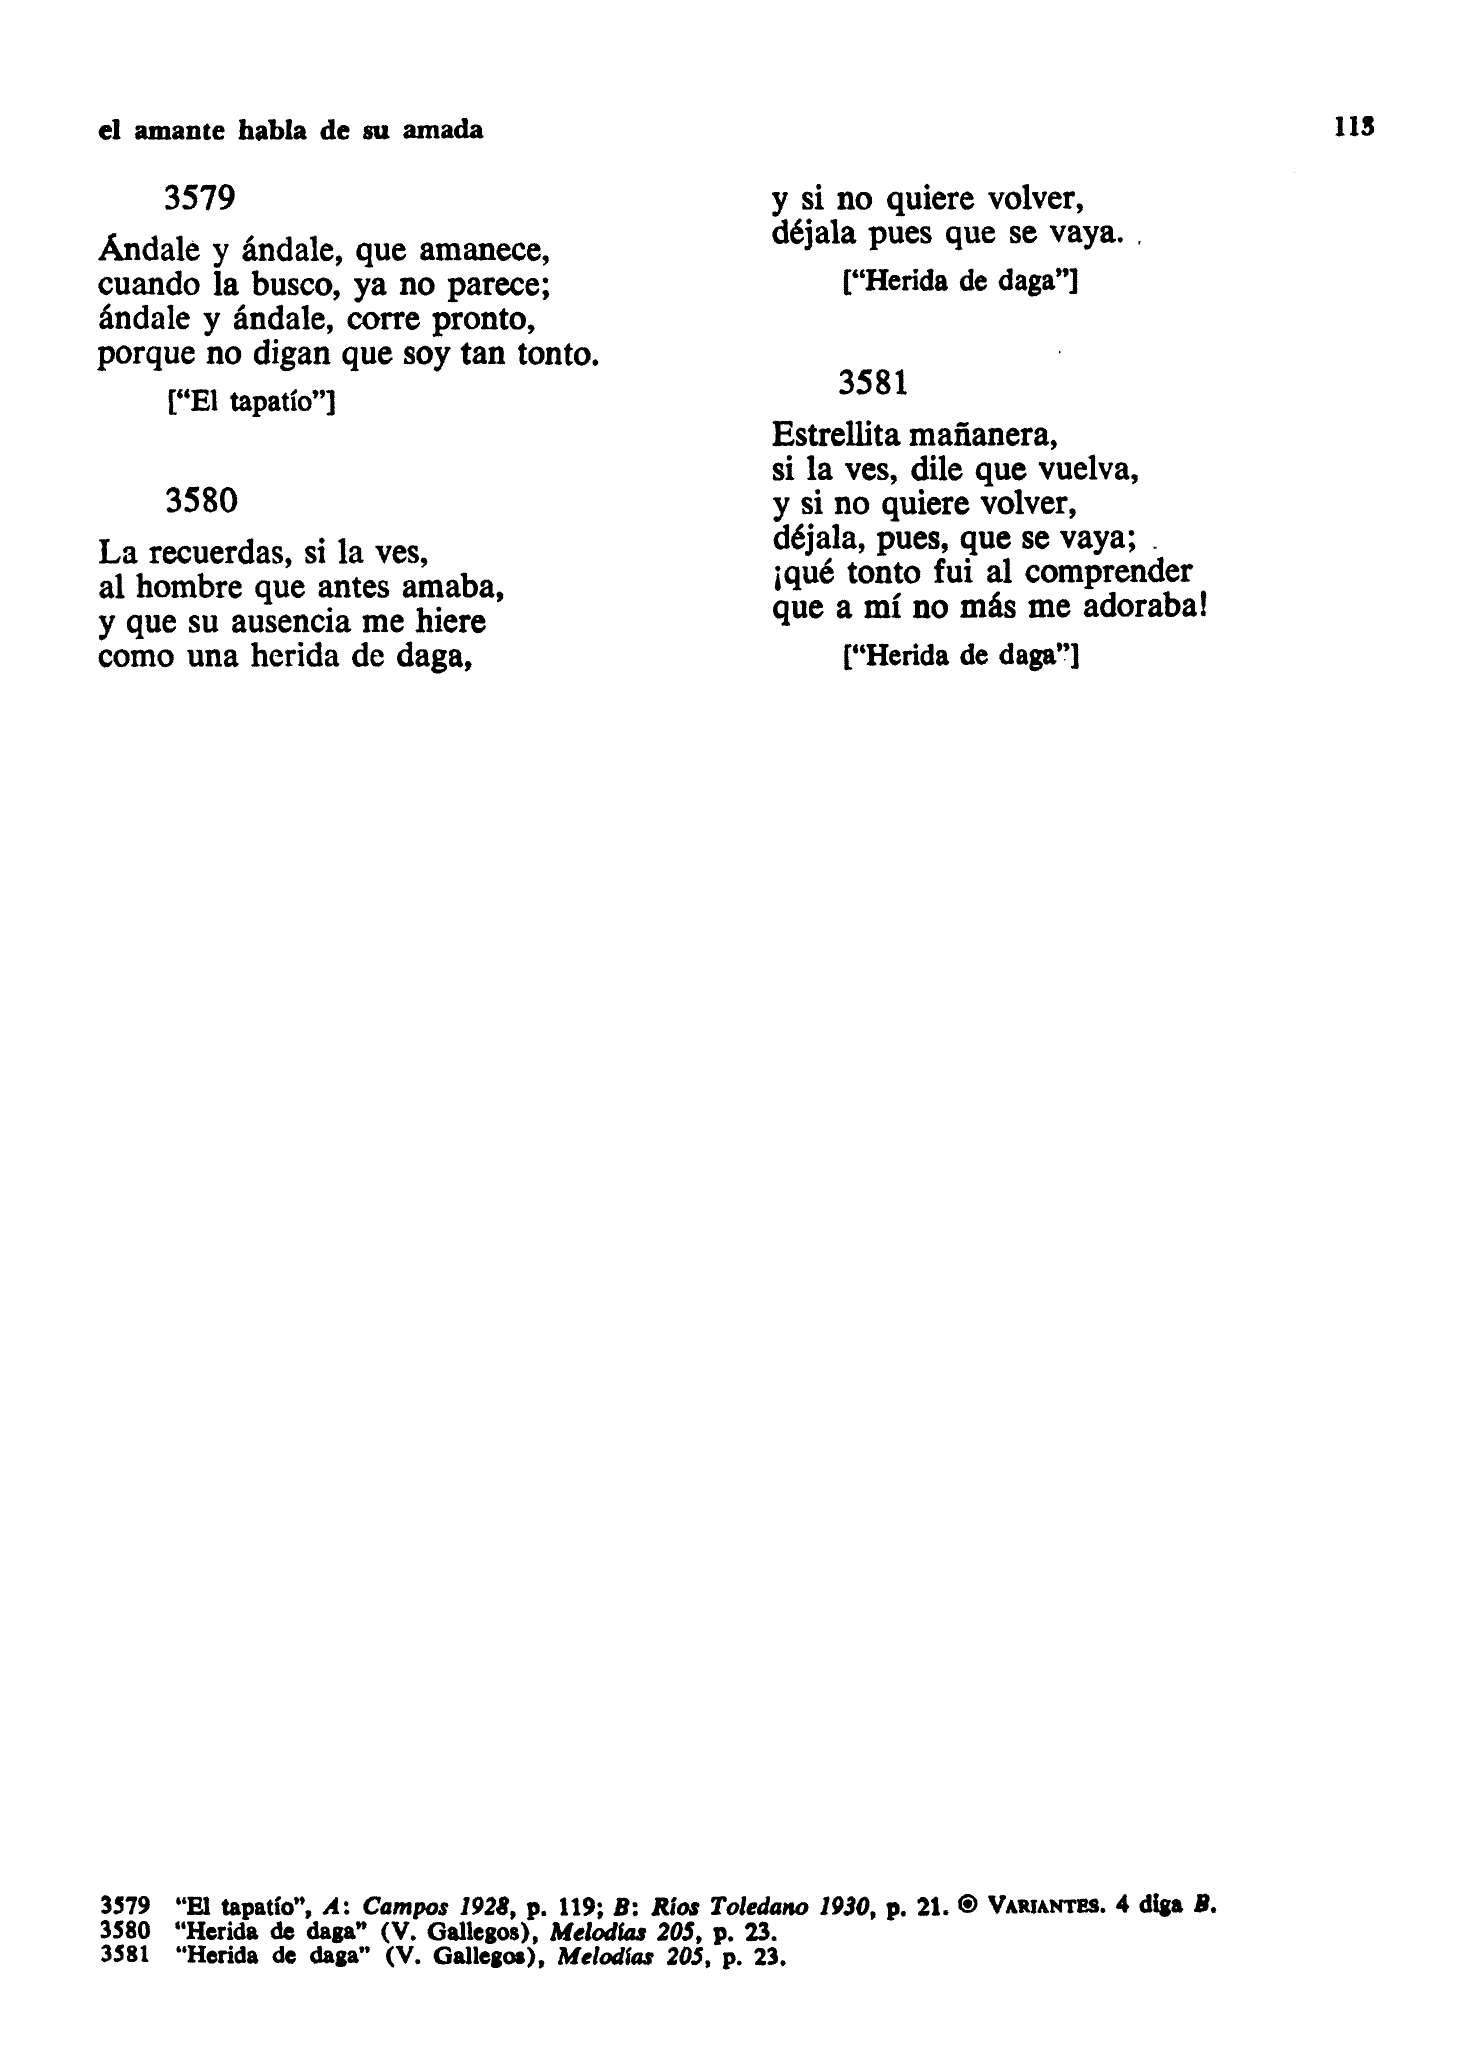 el amante habla de su amada
113
3579
Ándale y ándale, que amanece,
cuando la busco, ya no parece;
ándale y ándale, corre pronto,
porque no digan que soy tan tonto.
["El tapatío"]
3580
La recuerdas, si la ves,
al hombre que antes amaba,
y que su ausencia me hiere
como una herida de daga,
y si no quiere volver,
déjala pues que se vaya.
["Herida de daga"]
3581
Estrellita mañanera,
si la ves, dile que vuelva,
y si no quiere volver,
déjala, pues, que se vaya;
¡qué tonto fui al comprender
que a mí no más me adoraba!
["Herida de daga"]
3579 "El tapatío", A: Campos 1928, p. 119; B: Ríos Toledano 1930, p. 21. ⊙ VARIANTES. 4 diga B.
3580 "Herida de daga" (V. Gallegos), Melodías 205, p. 23.
3581 "Herida de daga" (V. Gallegos), Melodías 205, p. 23.